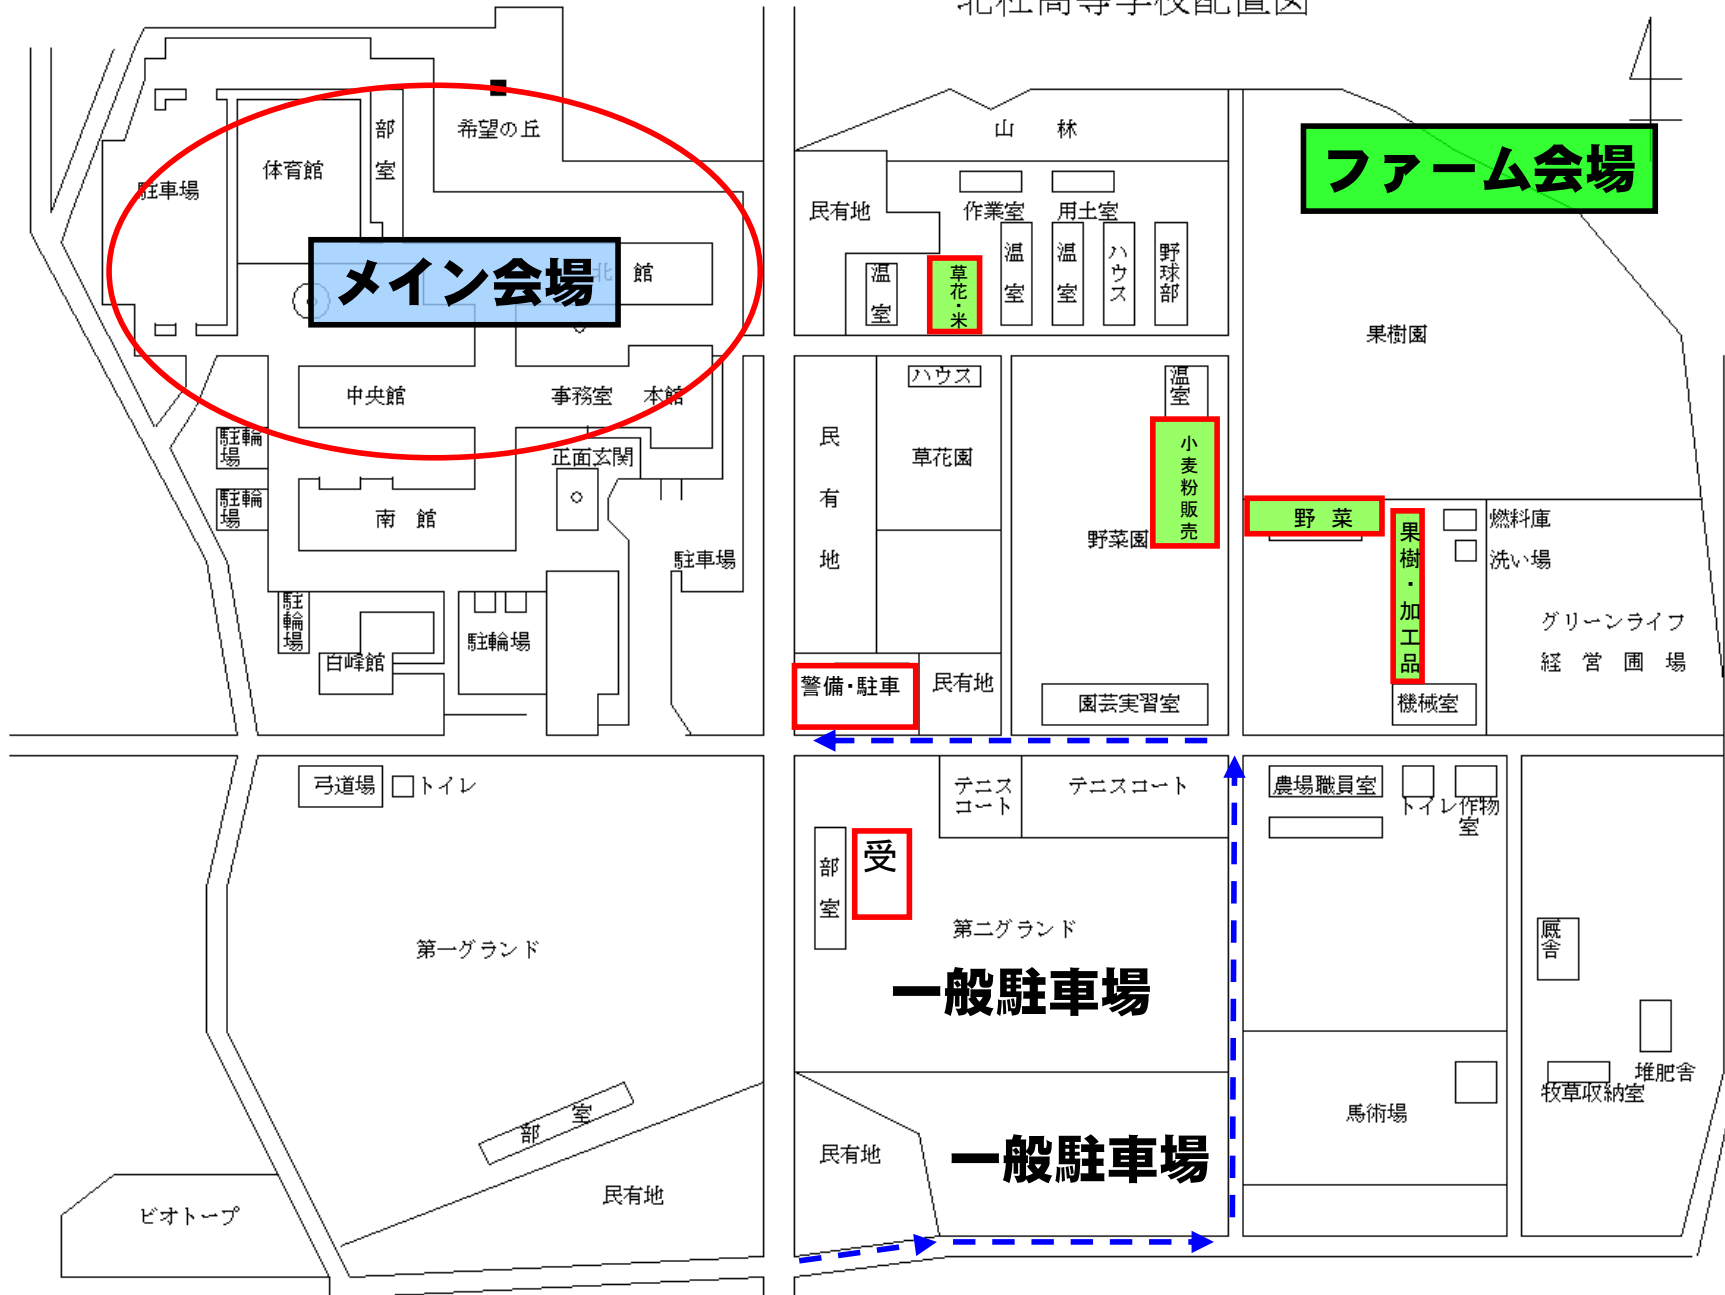 北杜高等学校配置図
希望の丘
部室
体育館
駐車場
山 林
ファーム会場
民有地
作業室
用土室
温室
草花・米
温室
温室
ハウス
野球部
メイン会場
北 館
果樹園
中央館
事務室
本館
ハウス
温室
駐輪場
正面玄関
民有地
草花園
小麦粉販売
駐輪場
南 館
野菜園
野 菜
果樹・加工品
燃料庫
洗い場
駐車場
駐輪場
駐輪場
白峰館
グリーンライフ
経 営 圃 場
警備・駐車
民有地
園芸実習室
機械室
弓道場
トイレ
テニス
コート
テニスコート
農場職員室
トイレ
作物
室
部室
受
第一グランド
第二グランド
厩舎
一般駐車場
堆肥舎
牧草収納室
馬術場
部 室
民有地
一般駐車場
民有地
ビオトープ